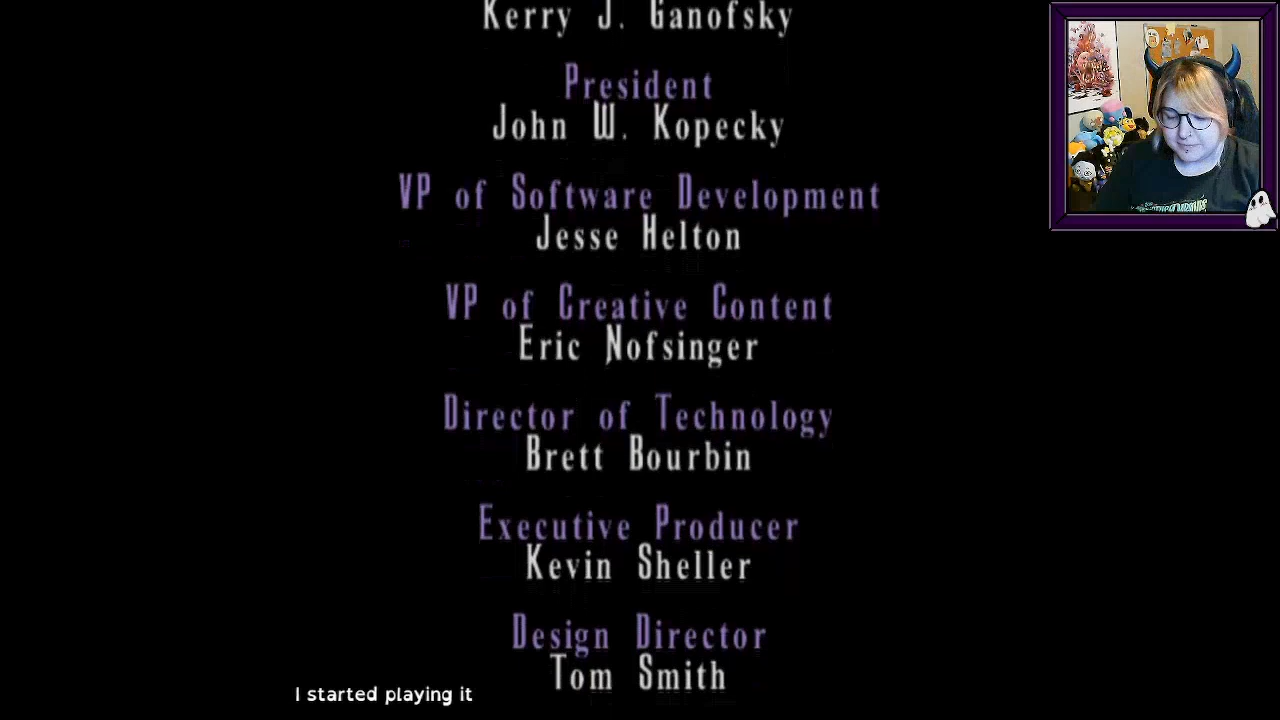 Kerry J. Ganofsky
President
John W. Kopecky
VP of Software Development
Jesse Helton
VP of Creative Content
Eric Nofsinger
Director of Technology
Brett Bourbin
Executive Producer
Kevin Sheller
Design Director
Tom Smith
I started playing it